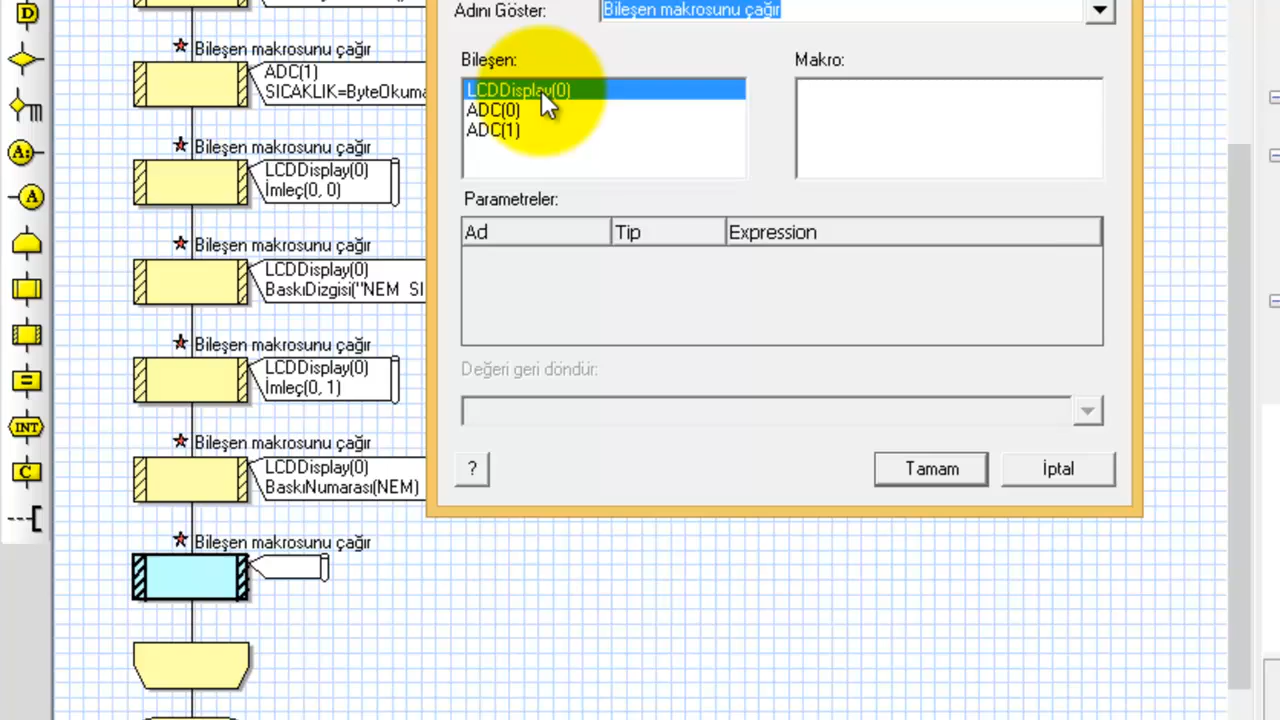 D
A:
A
INT
C
Bileşen makrosunu çağır
ADC(1)
SICAKLIK=ByteOkuma
Bileşen makrosunu çağır
LCDDisplay(0)
İmleç(0, 0)
Bileşen makrosunu çağır
LCDDisplay(0)
BaskıDizgisi("NEM SI
Bileşen makrosunu çağır
LCDDisplay(0)
İmleç(0, 1)
Bileşen makrosunu çağır
LCDDisplay(0)
BaskıNumarası(NEM)
Bileşen makrosunu çağır
Adını Göster:
Bileşen makrosunu çağır
Bileşen:
Makro:
LCDDisplay(0)
ADC(0)
ADC(1)
Parametreler:
Ad Tip Expression
Değeri geri döndür:
?
Tamam
İptal